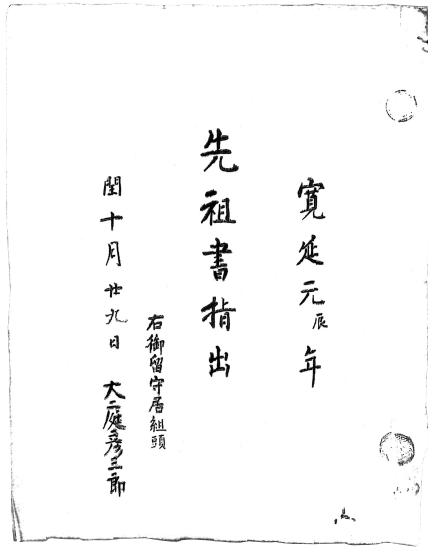 寛延元辰年
先祖書指出
右御留守居組頭
閏十月廿九日 大庭彦三郎